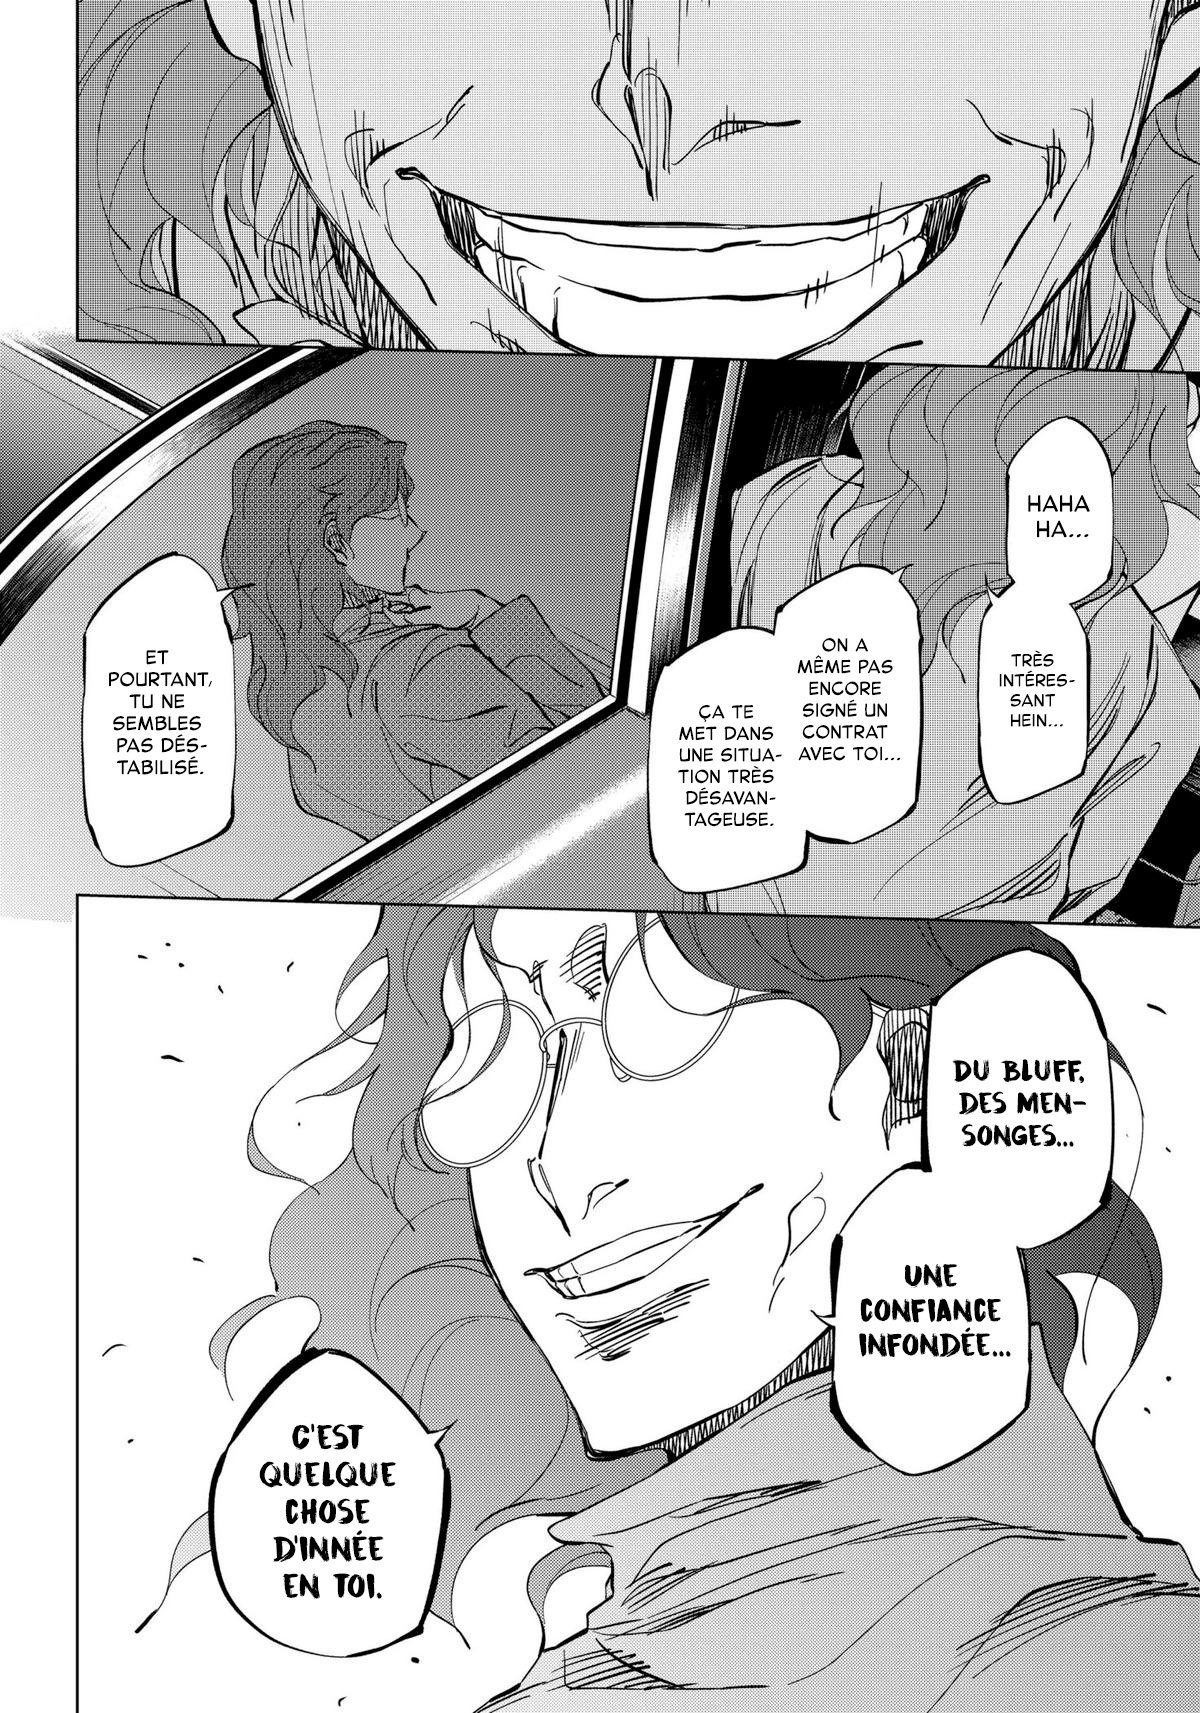 HAHA
HA...
TRÈS
INTÉRES-
SANT
HEIN...
ON A
MÊME PAS
ENCORE
SIGNÉ UN
CONTRAT
AVEC TOI...
ÇA TE
MET DANS
UNE SITUA-
TION TRÈS
DÉSAVAN-
TAGEUSE.
ET
POURTANT,
TU NE
SEMBLES
PAS DÉS-
TABILISÉ.
DU BLUFF,
DES MEN-
SONGES...
UNE
CONFIANCE
INFONDÉE...
C'EST
QUELQUE
CHOSE
D'INNÉE
EN TOI.